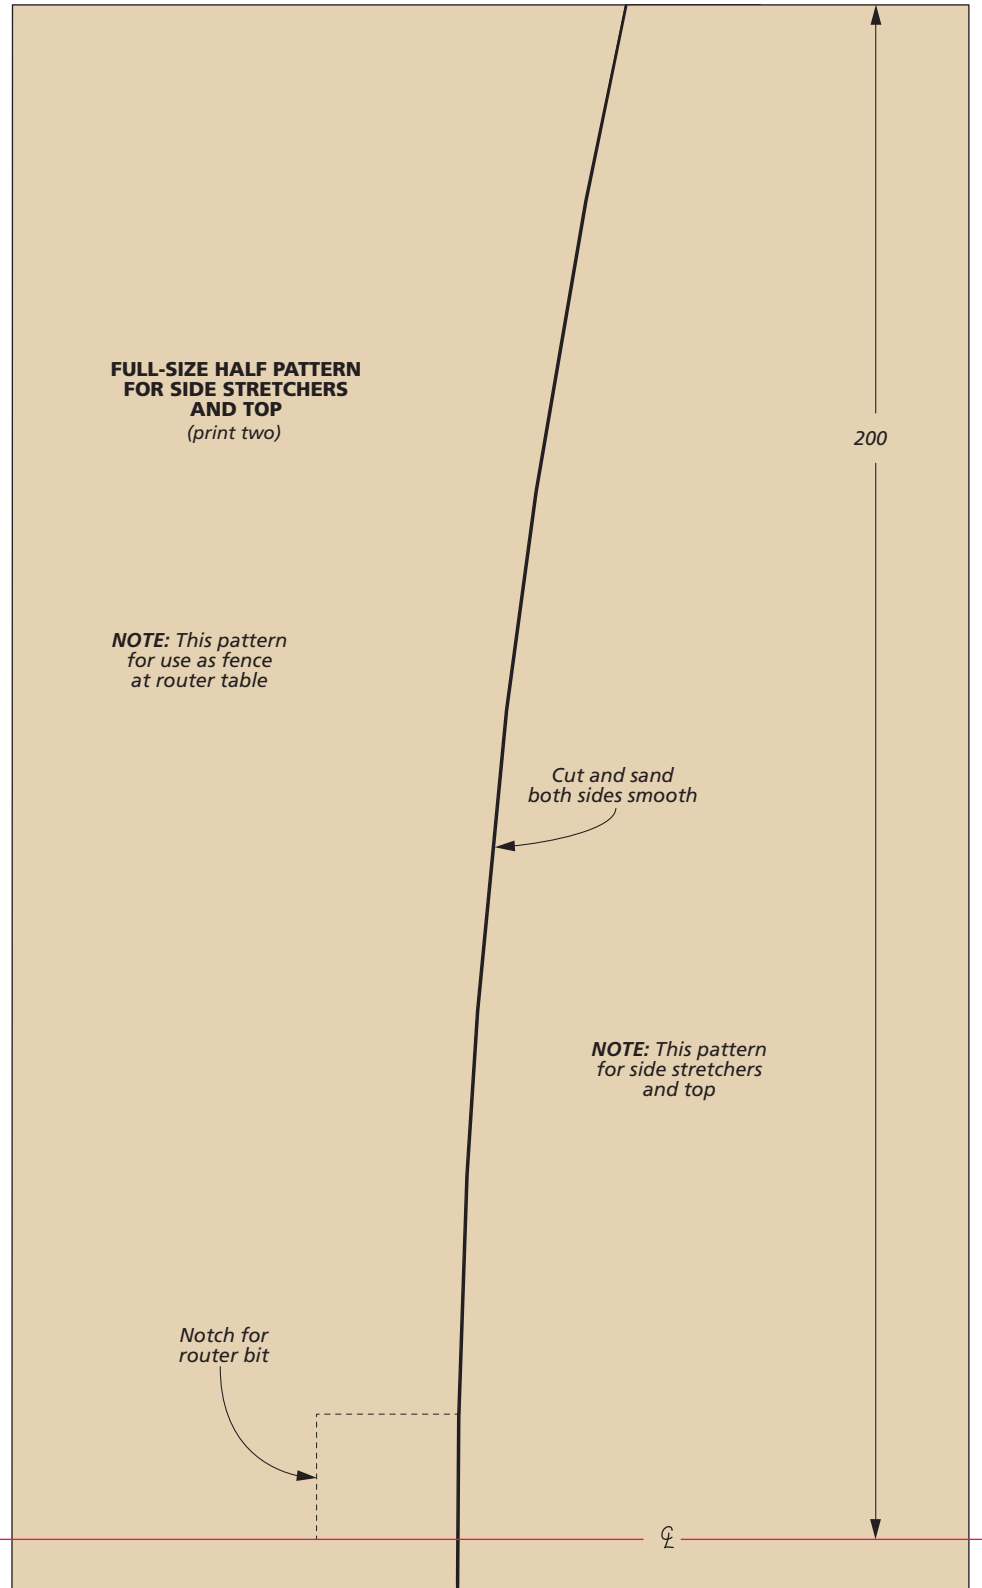 FULL-SIZE HALF PATTERN
FOR SIDE STRETCHERS
AND TOP
(print two)
200
NOTE: This pattern
for use as fence
at router table
Cut and sand
both sides smooth
NOTE: This pattern
for side stretchers
and top
Notch for
router bit
℄